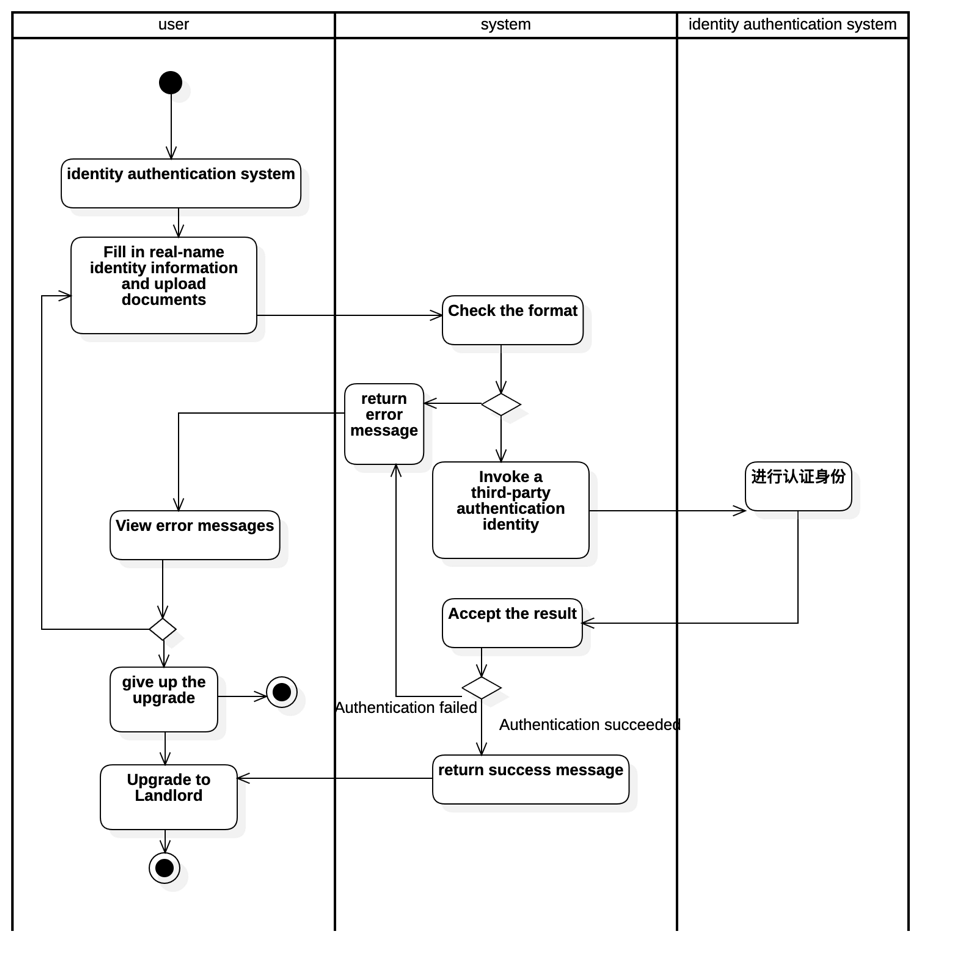 user
system
identity authentication system
identity authentication system
Fill in real-name
identity information
and upload
documents
Check the format
return
error
message
Invoke a
third-party
authentication
identity
进行认证身份
View error messages
Accept the result
give up the
upgrade
Authentication failed
Authentication succeeded
return success message
Upgrade to
Landlord